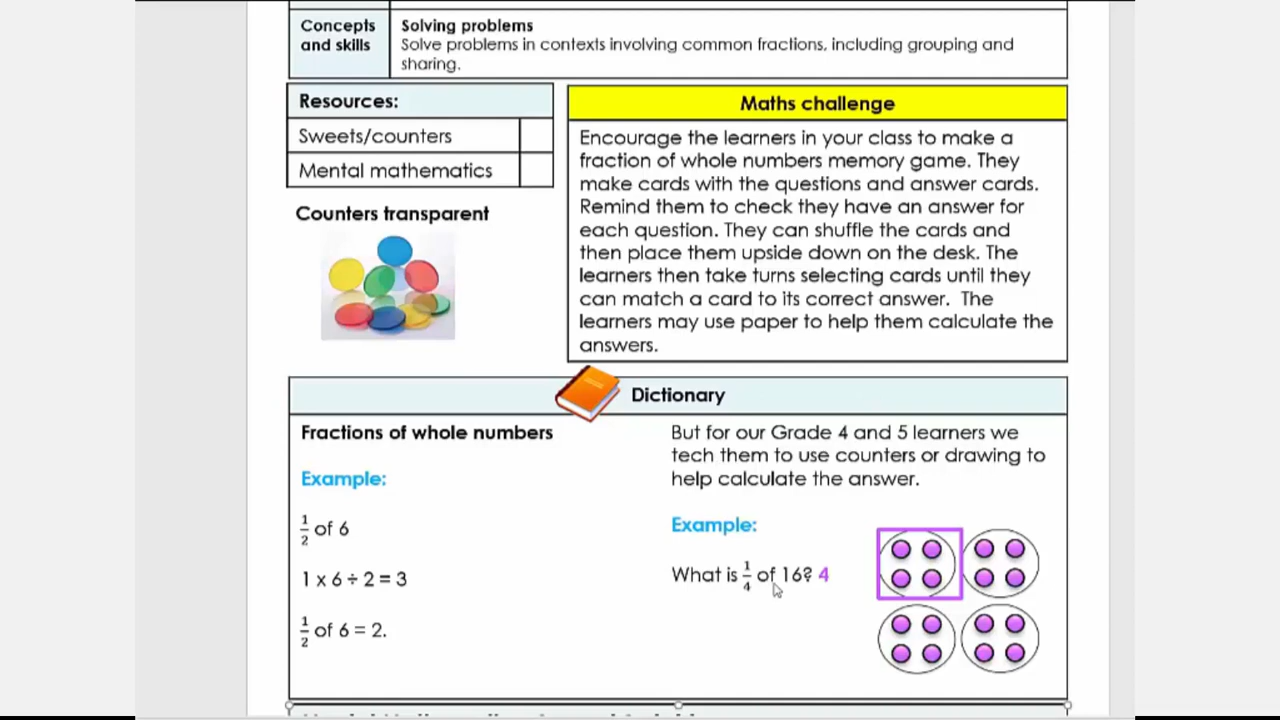 Concepts and skills
Solving problems
Solve problems in contexts involving common fractions, including grouping and
sharing.
Resources:
Sweets/counters
Mental mathematics
Counters transparent
Maths challenge
Encourage the learners in your class to make a
fraction of whole numbers memory game. They
make cards with the questions and answer cards.
Remind them to check they have an answer for
each question. They can shuffle the cards and
then place them upside down on the desk. The
learners then take turns selecting cards until they
can match a card to its correct answer. The
learners may use paper to help them calculate the
answers.
Dictionary
Fractions of whole numbers
Example:
1/2 of 6
1 x 6 ÷ 2 = 3
1/2 of 6 = 2.
But for our Grade 4 and 5 learners we
tech them to use counters or drawing to
help calculate the answer.
Example:
What is 1/4 of 16? 4